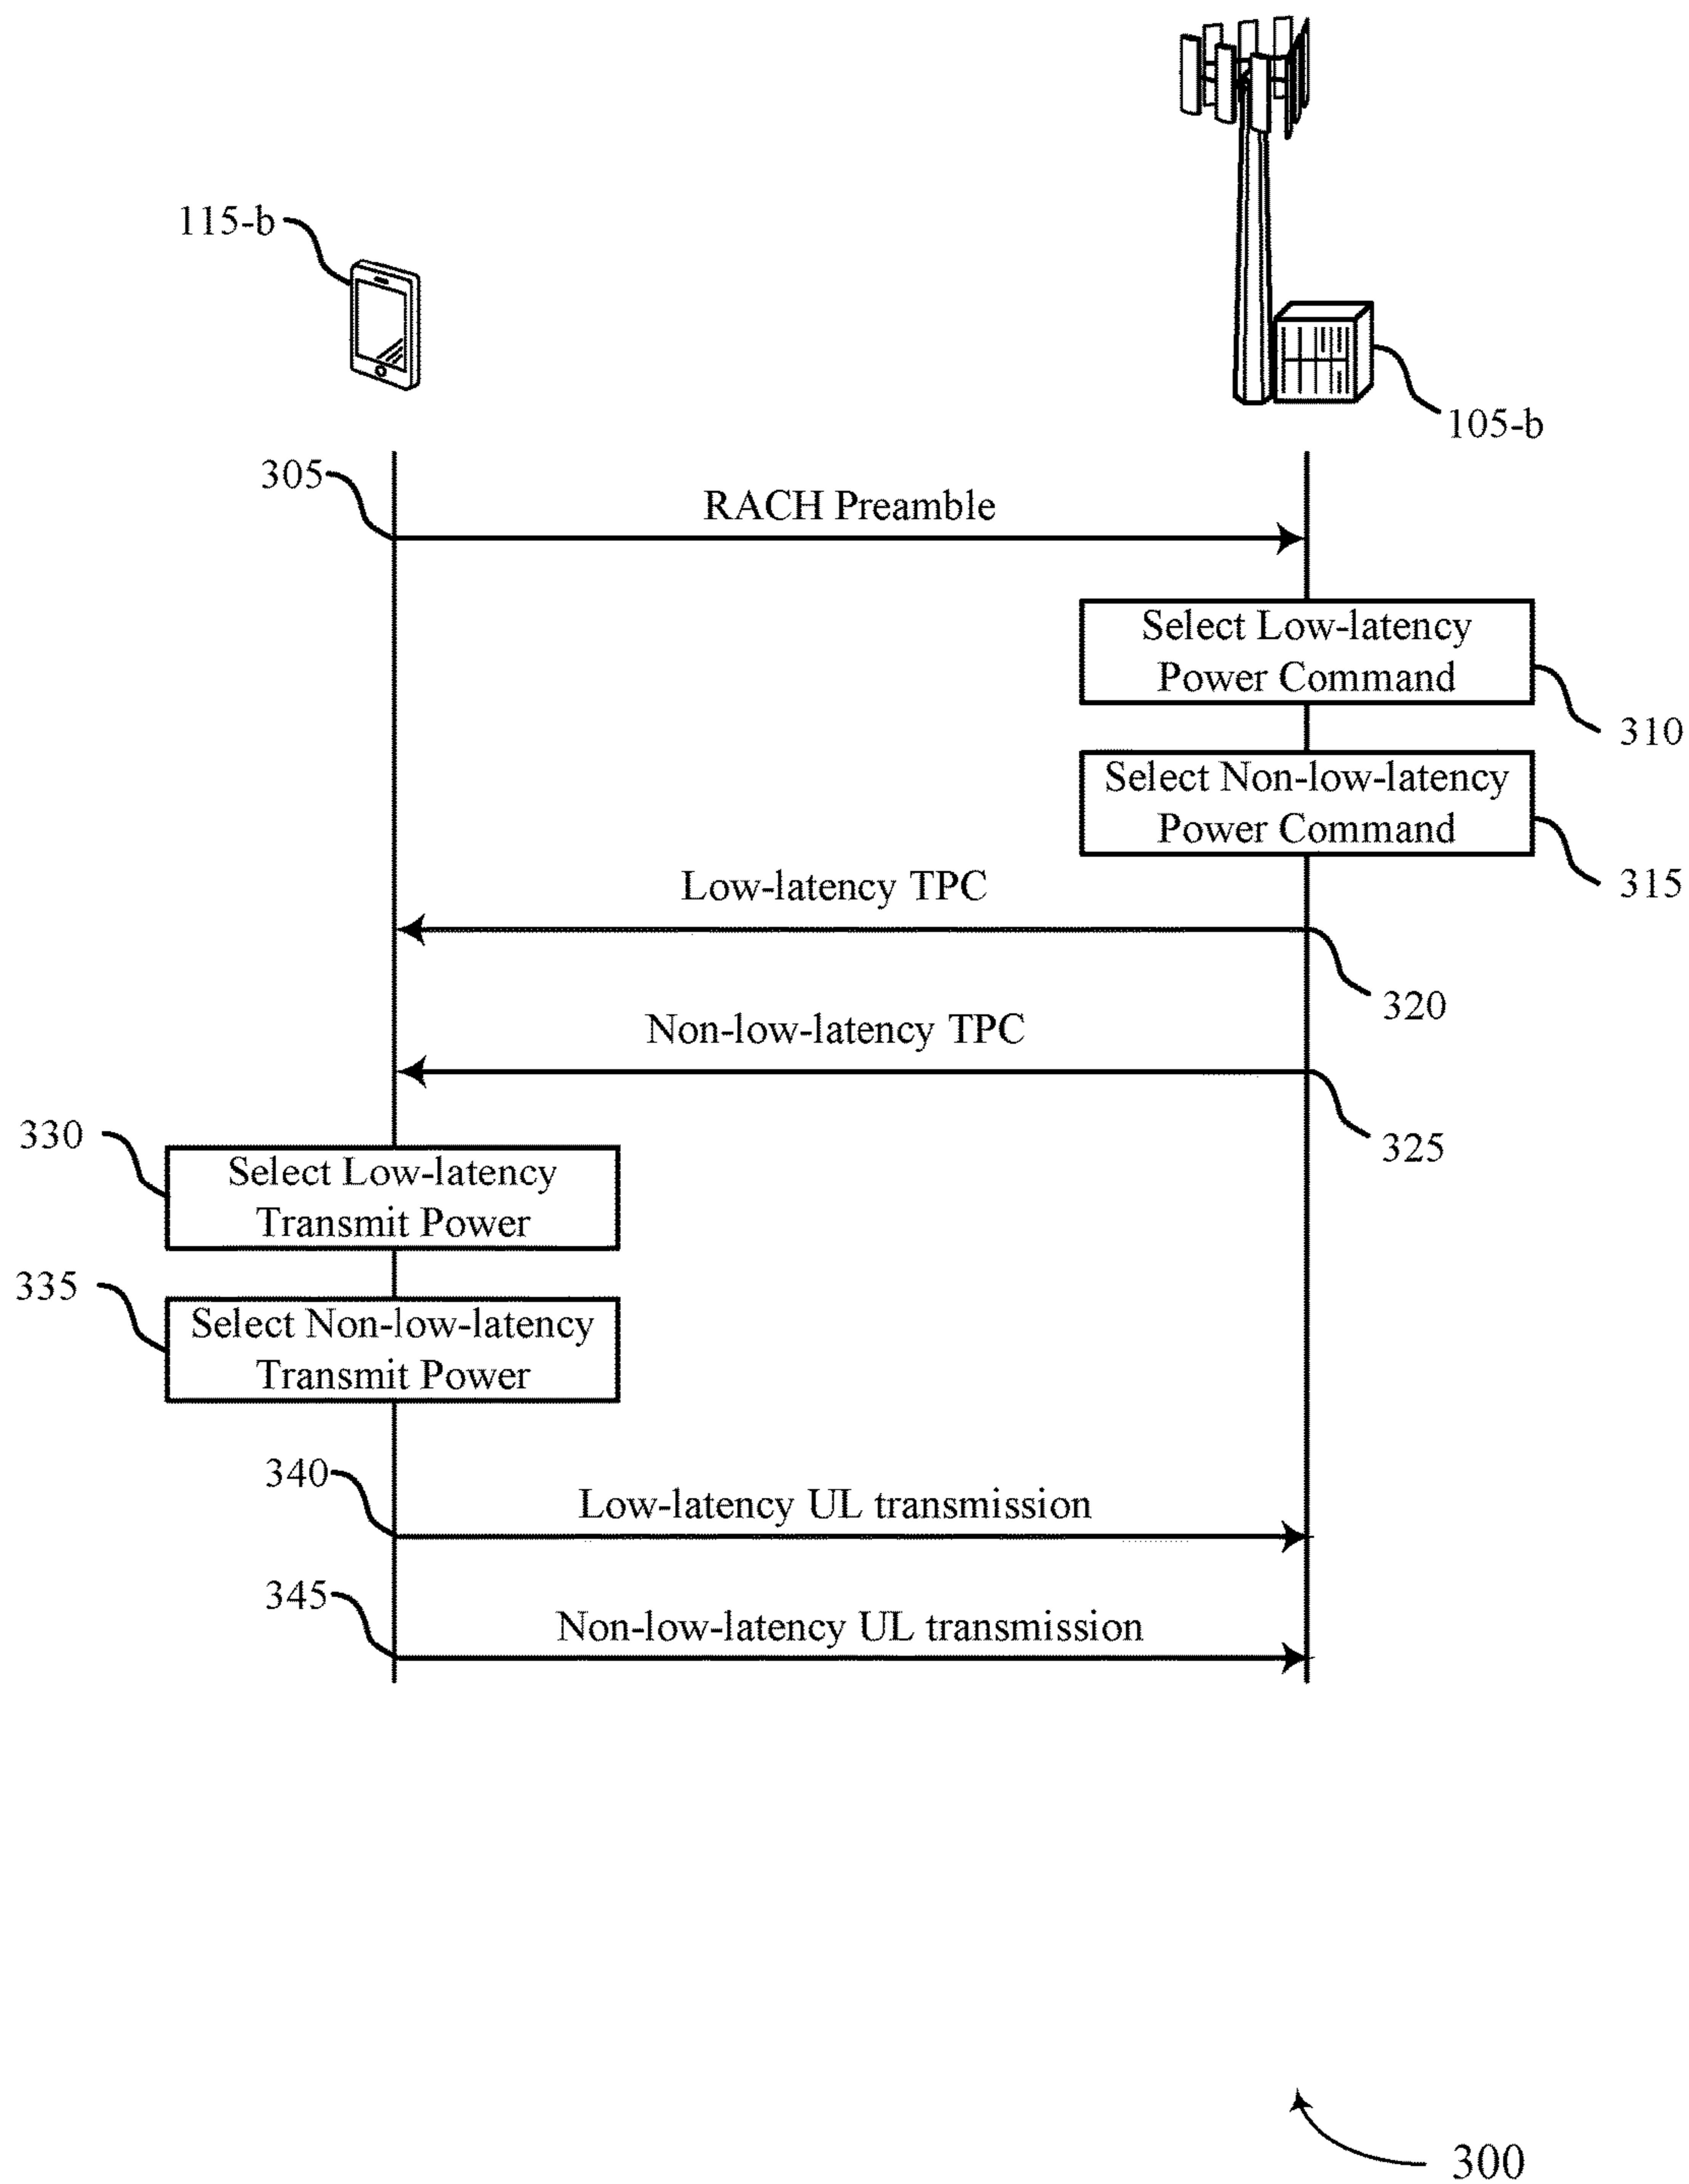 115-b
105-b
305
RACH Preamble
Select Low-latency
Power Command
310
Select Non-low-latency
Power Command
315
Low-latency TPC
320
Non-low-latency TPC
325
330
Select Low-latency
Transmit Power
335
Select Non-low-latency
Transmit Power
340
Low-latency UL transmission
345
Non-low-latency UL transmission
300